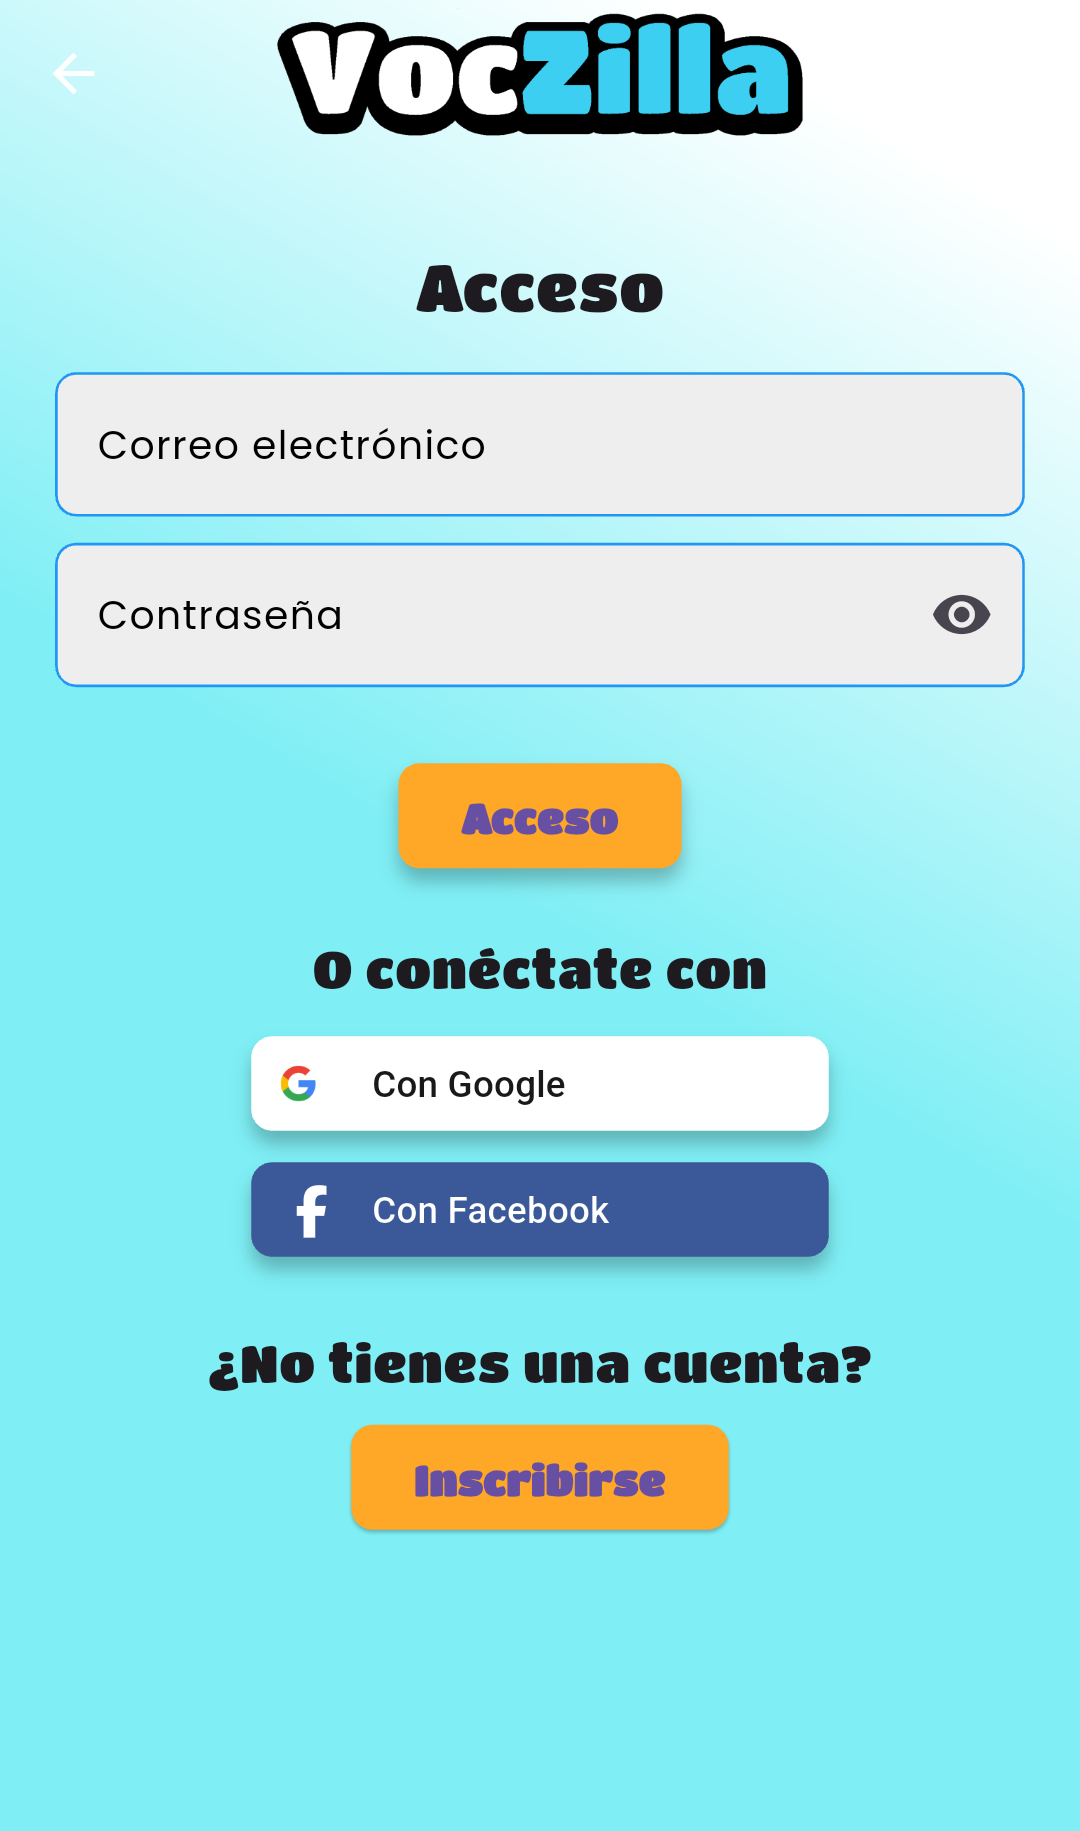 VocZilla
Acceso
Correo electrónico
Contraseña
Acceso
O conéctate con
Con Google
Con Facebook
¿No tienes una cuenta?
Inscribirse